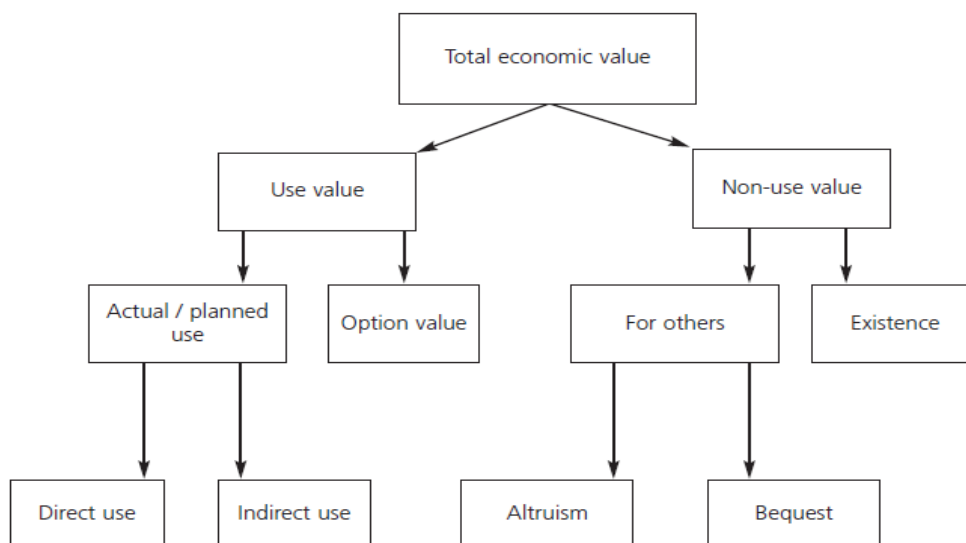 Total economic value
Use value
Non-use value
Actual / planned
use
Option value
For others
Existence
Direct use
Indirect use
Altruism
Bequest